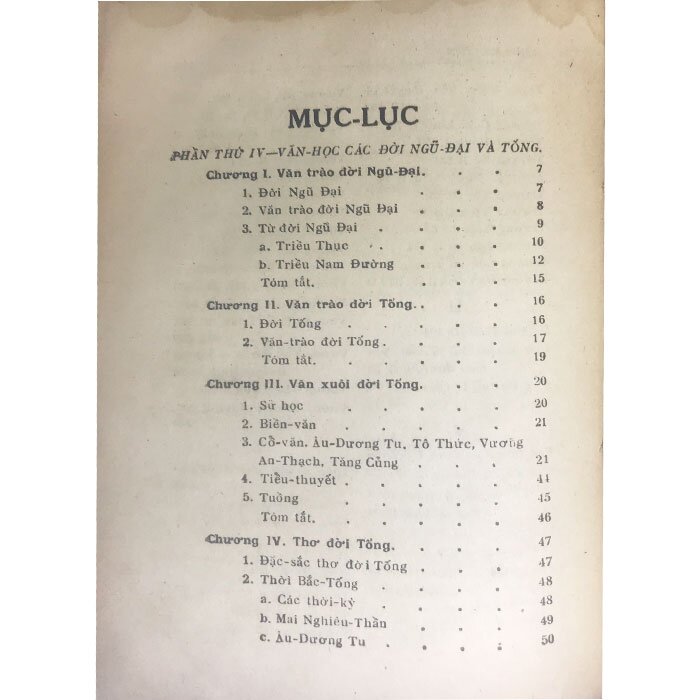 MỤC-LỤC
PHẦN THỨ IV—VĂN-HỌC CÁC ĐỜI NGŨ-ĐẠI VÀ TỐNG.
Chương I. Văn trào đời Ngũ-Đại. . . 7
1. Đời Ngũ Đại . . . 7
2. Văn trào đời Ngũ Đại . . . 8
3. Từ đời Ngũ Đại . . . . 9
a. Triều Thục . . . . 10
b. Triều Nam Đường . . . 12
Tóm tắt. . . . 15
Chương II. Văn trào đời Tống. . . . 16
1. Đời Tống . . . . . 16
2. Văn-trào đời Tống . . . . 17
Tóm tắt. . . . . 19
Chương III. Văn xuôi đời Tống. . . . 20
1. Sử học . . . . . 20
2. Biền-văn . . . . . 21
3. Cổ-văn. Âu-Dương Tu, Tô Thức, Vương
An-Thạch, Tăng Củng . . . 21
4. Tiểu-thuyết . . . . . 44
5. Tuồng . . . . . 45
Tóm tắt. . . . . 46
Chương IV. Thơ đời Tống. . . . 47
1. Đặc-sắc thơ đời Tống . . . 47
2. Thời Bắc-Tống . . . . 48
a. Các thời-kỳ . . . . 48
b. Mai Nghiêu-Thần . . . 49
c. Âu-Dương Tu . . . . 50